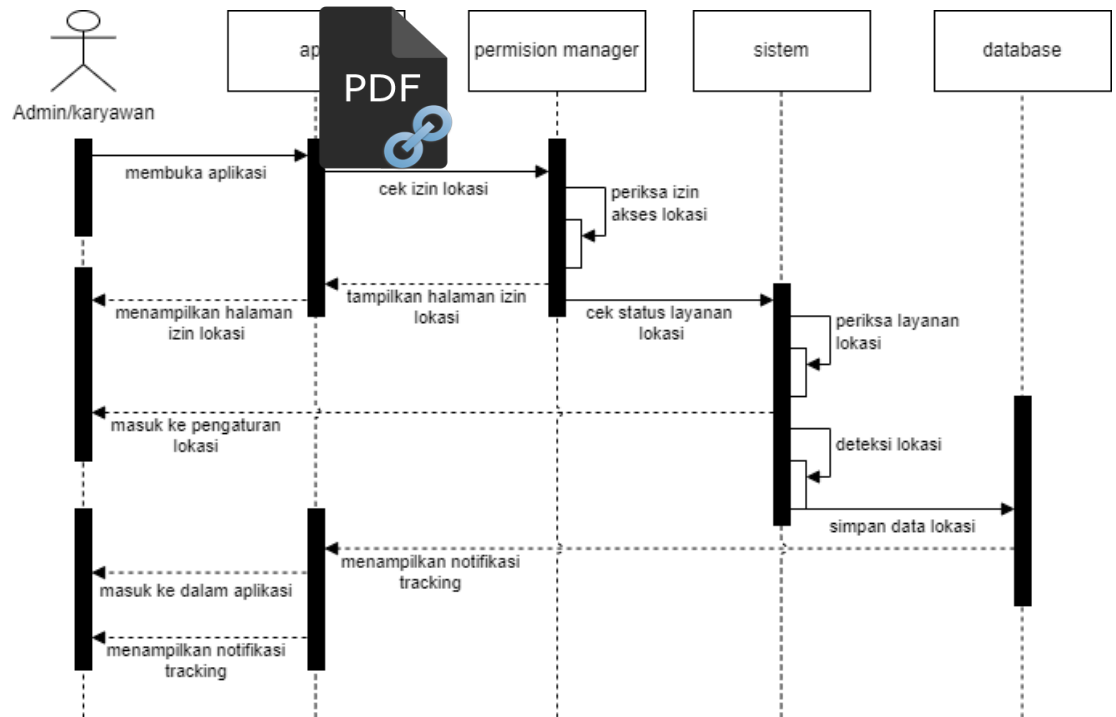 PDF
permision manager
sistem
database
Admin/karyawan
membuka aplikasi
cek izin lokasi
periksa izin
akses lokasi
tampilkan halaman izin
lokasi
menampilkan halaman
izin lokasi
cek status layanan
lokasi
periksa layanan
lokasi
masuk ke pengaturan
lokasi
deteksi lokasi
simpan data lokasi
menampilkan notifikasi
tracking
masuk ke dalam aplikasi
menampilkan notifikasi
tracking